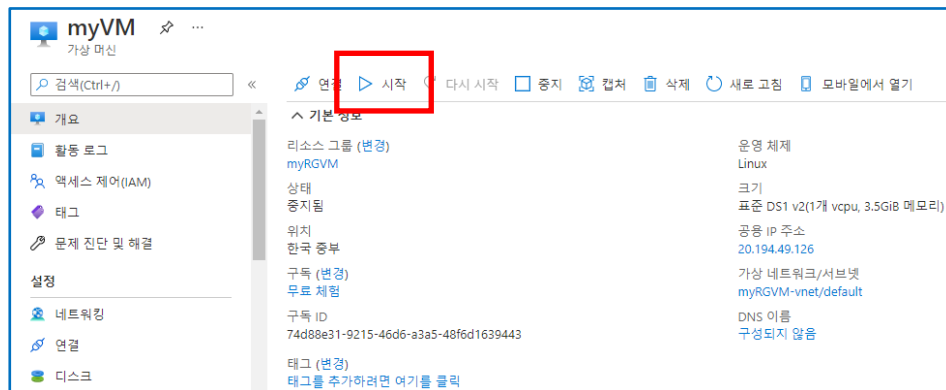 myVM
가상 머신
검색(Ctrl+/)
개요
활동 로그
액세스 제어(IAM)
태그
문제 진단 및 해결
설정
네트워킹
연결
디스크
연결 시작 다시 시작 중지 캡처 삭제 새로 고침 모바일에서 열기
기본 정보
리소스 그룹 (변경)
myRGVM
상태
중지됨
위치
한국 중부
구독 (변경)
무료 체험
구독 ID
74d88e31-9215-46d6-a3a5-48f6d1639443
태그 (변경)
태그를 추가하려면 여기를 클릭
운영 체제
Linux
크기
표준 DS1 v2(1개 vcpu, 3.5GiB 메모리)
공용 IP 주소
20.194.49.126
가상 네트워크/서브넷
myRGVM-vnet/default
DNS 이름
구성되지 않음